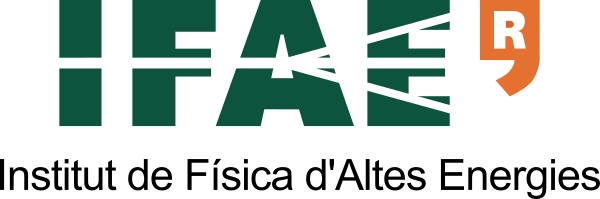 IFAE R
Institut de Física d'Altes Energies